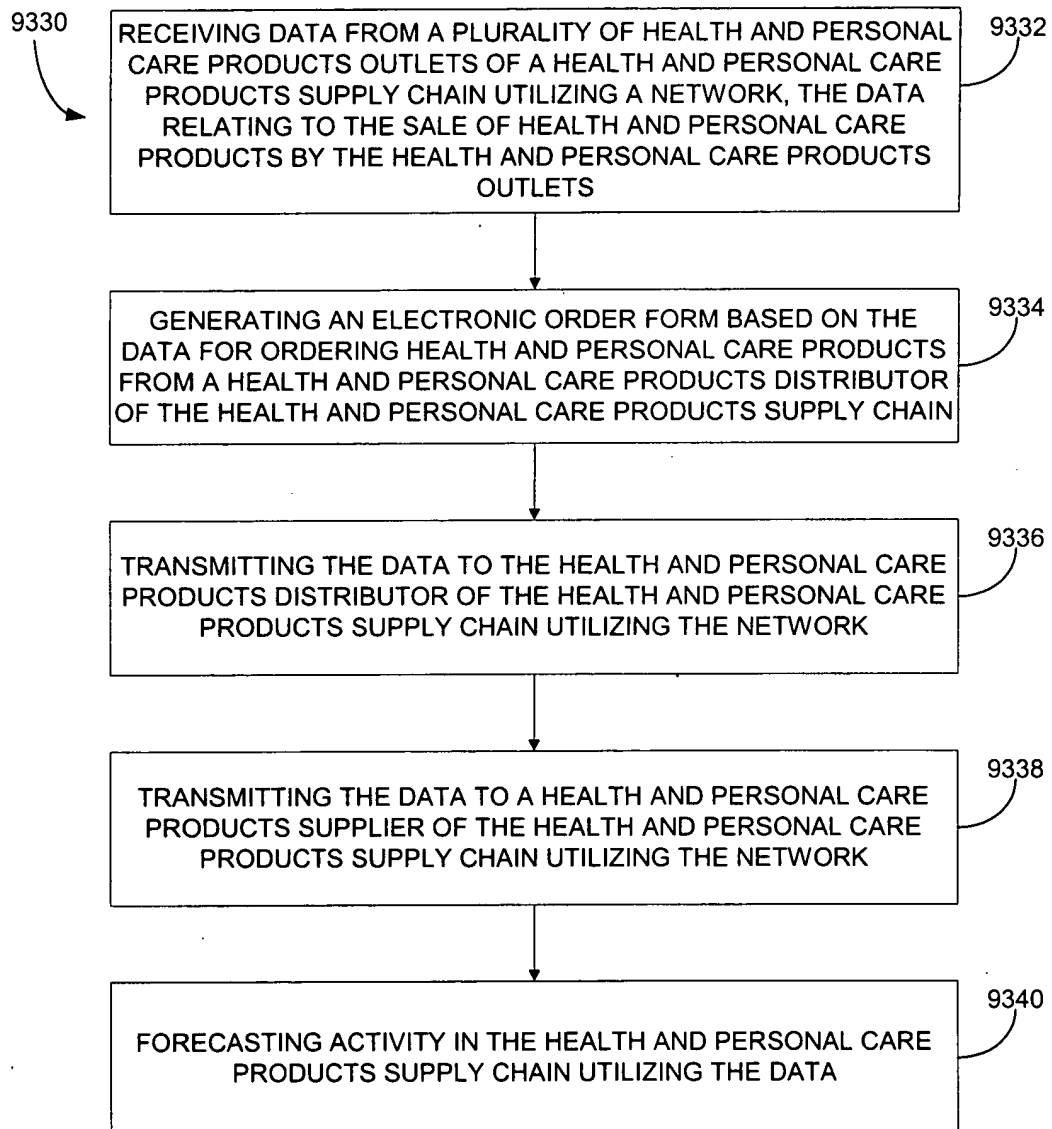 9330
RECEIVING DATA FROM A PLURALITY OF HEALTH AND PERSONAL
CARE PRODUCTS OUTLETS OF A HEALTH AND PERSONAL CARE
PRODUCTS SUPPLY CHAIN UTILIZING A NETWORK, THE DATA
RELATING TO THE SALE OF HEALTH AND PERSONAL CARE
PRODUCTS BY THE HEALTH AND PERSONAL CARE PRODUCTS
OUTLETS
9332
GENERATING AN ELECTRONIC ORDER FORM BASED ON THE
DATA FOR ORDERING HEALTH AND PERSONAL CARE PRODUCTS
FROM A HEALTH AND PERSONAL CARE PRODUCTS DISTRIBUTOR
OF THE HEALTH AND PERSONAL CARE PRODUCTS SUPPLY CHAIN
9334
TRANSMITTING THE DATA TO THE HEALTH AND PERSONAL CARE
PRODUCTS DISTRIBUTOR OF THE HEALTH AND PERSONAL CARE
PRODUCTS SUPPLY CHAIN UTILIZING THE NETWORK
9336
TRANSMITTING THE DATA TO A HEALTH AND PERSONAL CARE
PRODUCTS SUPPLIER OF THE HEALTH AND PERSONAL CARE
PRODUCTS SUPPLY CHAIN UTILIZING THE NETWORK
9338
FORECASTING ACTIVITY IN THE HEALTH AND PERSONAL CARE
PRODUCTS SUPPLY CHAIN UTILIZING THE DATA
9340